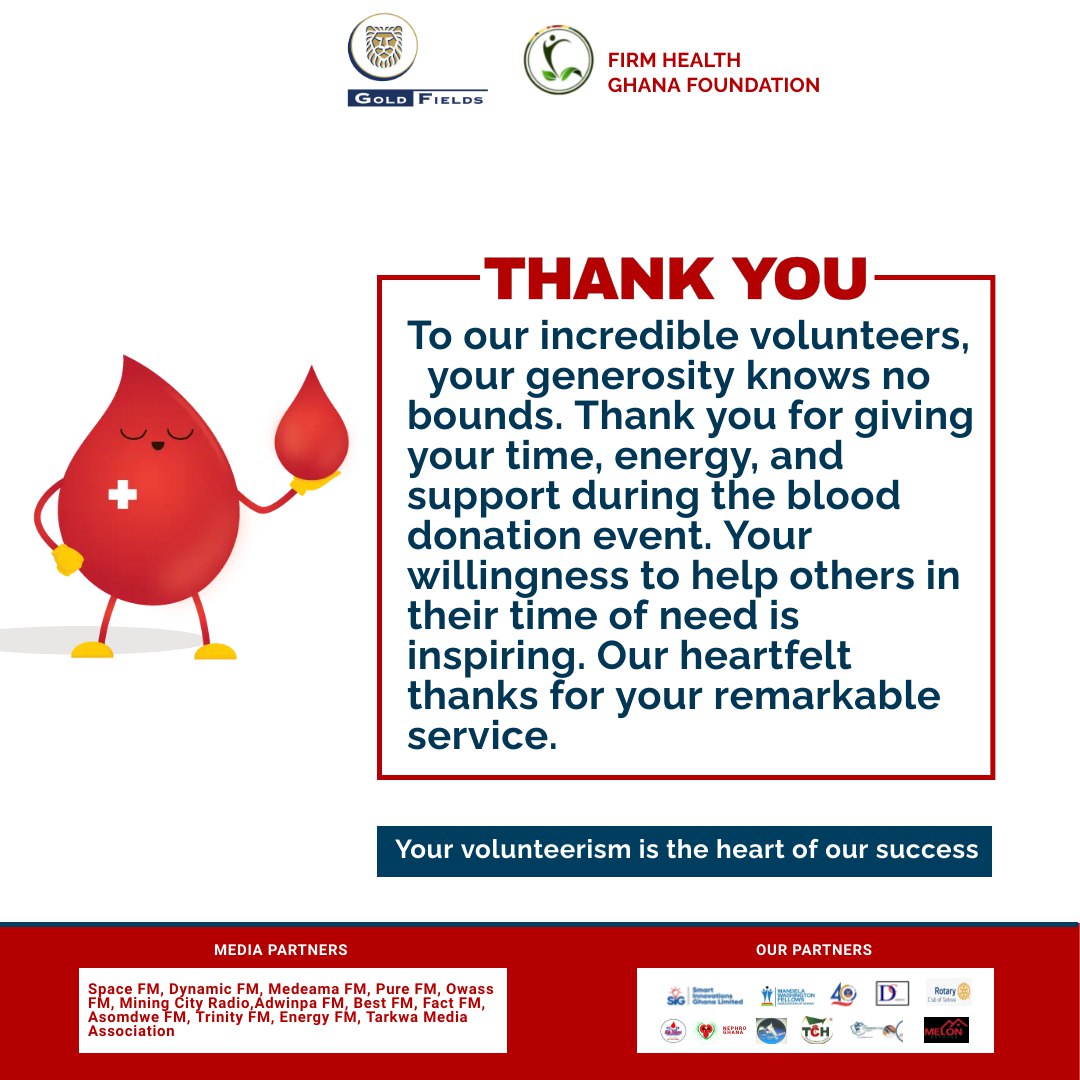 GOLD FIELDS
FIRM HEALTH
GHANA FOUNDATION
THANK YOU
To our incredible volunteers,
your generosity knows no
bounds. Thank you for giving
your time, energy, and
support during the blood
donation event. Your
willingness to help others in
their time of need is
inspiring. Our heartfelt
thanks for your remarkable
service.
Your volunteerism is the heart of our success
MEDIA PARTNERS
Space FM, Dynamic FM, Medeama FM, Pure FM, Owass
FM, Mining City Radio,Adwinpa FM, Best FM, Fact FM,
Asomdwe FM, Trinity FM, Energy FM, Tarkwa Media
Association
OUR PARTNERS
SIG Smart
Innovations
Ghana Limited
MANDELA
WASHINGTON
FELLOWS
40
D
Rotary
Club of Tarkwa
NEPHRO
GHANA
TCH
MELON